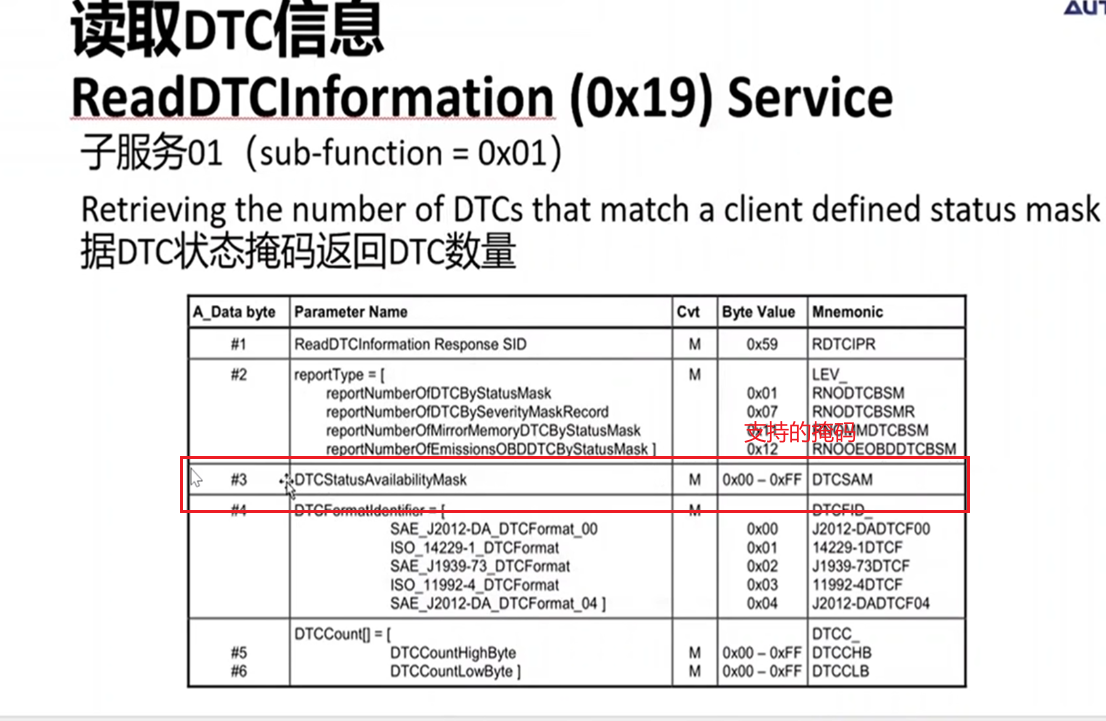 AUT
读取DTC信息
ReadDTCInformation (0x19) Service
子服务01（sub-function = 0x01）
Retrieving the number of DTCs that match a client defined status mask
据DTC状态掩码返回DTC数量
A_Data byte Parameter Name Cvt Byte Value Mnemonic
#1 ReadDTCInformation Response SID M 0x59 RDTCIPR
#2 reportType = [ M LEV_
reportNumberOfDTCByStatusMask 0x01 RNODTCBSM
reportNumberOfDTCBySeverityMaskRecord 0x07 RNODTCBSMR
reportNumberOfMirrorMemoryDTCByStatusMask
支持的掩码
reportNumberOfEmissionsOBDDTCByStatusMask ] 0x12 RNOOEOBDDTCBSM
#3 DTCStatusAvailabilityMask M 0x00 – 0xFF DTCSAM
#4 DTCFormatIdentifier = [ M DTCFID_
SAE_J2012-DA_DTCFormat_00 0x00 J2012-DADTCF00
ISO_14229-1_DTCFormat 0x01 14229-1DTCF
SAE_J1939-73_DTCFormat 0x02 J1939-73DTCF
ISO_11992-4_DTCFormat 0x03 11992-4DTCF
SAE_J2012-DA_DTCFormat_04 ] 0x04 J2012-DADTCF04
DTCCount[] = [ DTCC_
#5 DTCCountHighByte M 0x00 – 0xFF DTCCHB
#6 DTCCountLowByte ] M 0x00 – 0xFF DTCCLB